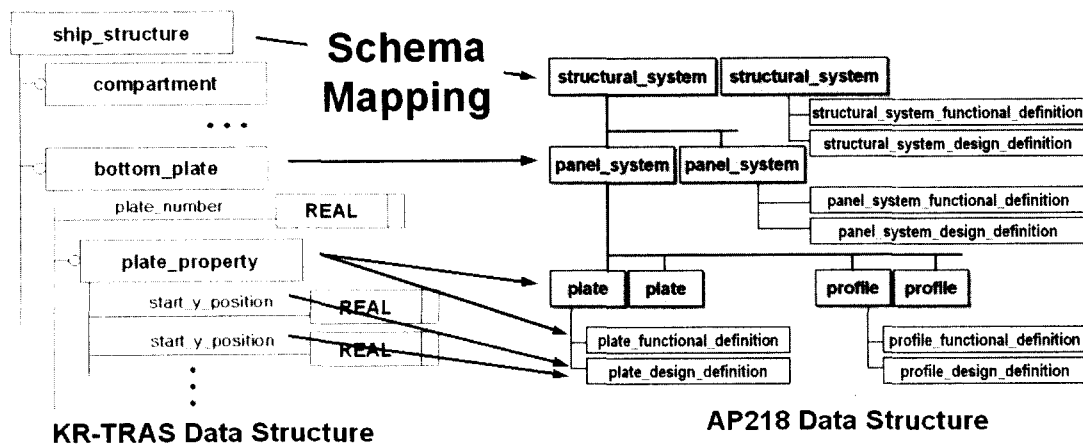 ship_structure
compartment
• • •
bottom_plate
plate_number
REAL
plate_property
start_y_position
REAL
start_y_position
REAL
KR-TRAS Data Structure
Schema
Mapping
structural_system
structural_system
structural_system_functional_definition
structural_system_design_definition
panel_system
panel_system
panel_system_functional_definition
panel_system_design_definition
plate
plate
profile
profile
plate_functional_definition
plate_design_definition
profile_functional_definition
profile_design_definition
AP218 Data Structure